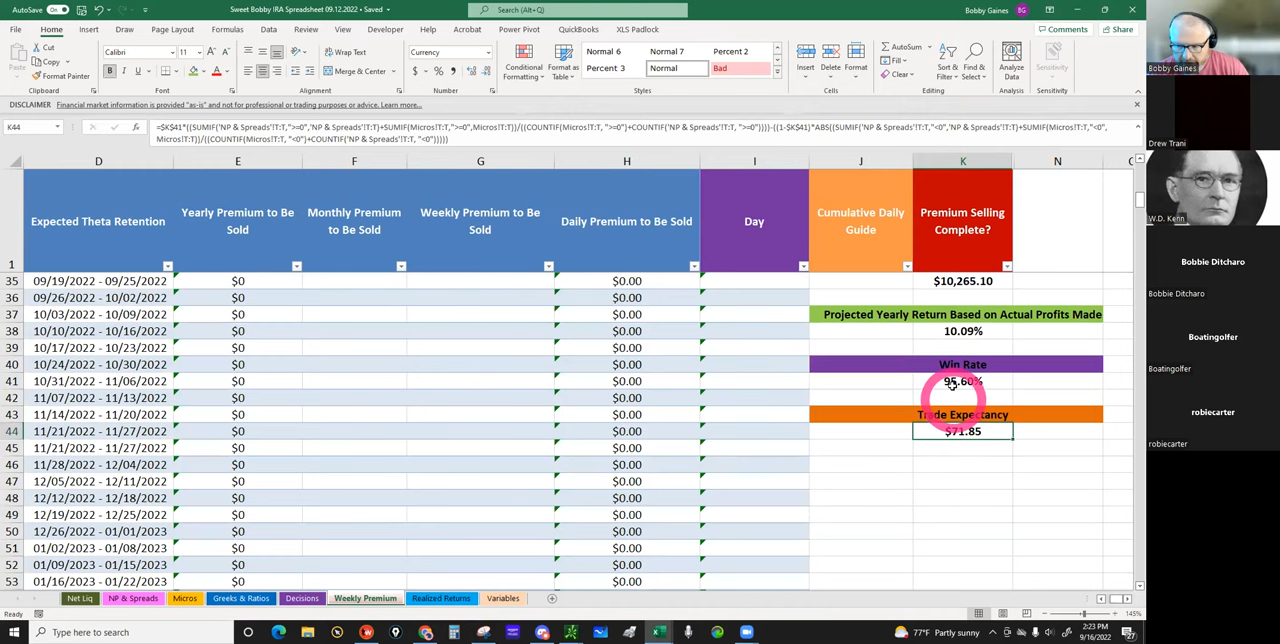 AutoSave On Sweet Bobby IRA Spreadsheet 09.12.2022 • Saved Search (Alt+Q) Bobby Gaines BG
File Home Insert Draw Page Layout Formulas Data Review View Developer Help Acrobat Power Pivot QuickBooks XLS Padlock Comments Share
Paste Cut Copy Format Painter Calibri 11 Wrap Text Merge & Center Currency Conditional Formatting Format as Table Normal 6 Normal 7 Percent 2 Percent 3 Normal Bad Insert Delete Format AutoSum Fill Clear Sort & Filter Find & Select Analyze Data Sensitivity
Clipboard Font Alignment Number Styles Cells Editing Analysis Sensitivity
DISCLAIMER Financial market information is provided "as-is" and not for professional or trading purposes or advice. Learn more...
K44 =$K$41*((SUMIF('NP & Spreads'!T:T,">=0",'NP & Spreads'!T:T)+SUMIF(Micros!T:T,">=0",Micros!T:T))/((COUNTIF(Micros!T:T, ">=0")+COUNTIF('NP & Spreads'!T:T, ">=0"))))-((1-$K$41)*ABS((SUMIF('NP & Spreads'!T:T,"<0",'NP & Spreads'!T:T)+SUMIF(Micros!T:T,"<0",
Micros!T:T))/((COUNTIF(Micros!T:T, "<0")+COUNTIF('NP & Spreads'!T:T, "<0")))))
D E F G H I J K N
1 Expected Theta Retention Yearly Premium to Be Sold Monthly Premium to Be Sold Weekly Premium to Be Sold Daily Premium to Be Sold Day Cumulative Daily Guide Premium Selling Complete?
35 09/19/2022 - 09/25/2022 $0 $0.00 $10,265.10
36 09/26/2022 - 10/02/2022 $0 $0.00
37 10/03/2022 - 10/09/2022 $0 $0.00 Projected Yearly Return Based on Actual Profits Made
38 10/10/2022 - 10/16/2022 $0 $0.00 10.09%
39 10/17/2022 - 10/23/2022 $0 $0.00
40 10/24/2022 - 10/30/2022 $0 $0.00 Win Rate
41 10/31/2022 - 11/06/2022 $0 $0.00 95.60%
42 11/07/2022 - 11/13/2022 $0 $0.00
43 11/14/2022 - 11/20/2022 $0 $0.00 Trade Expectancy
44 11/21/2022 - 11/27/2022 $0 $0.00 $71.85
45 11/21/2022 - 11/27/2022 $0 $0.00
46 11/28/2022 - 12/04/2022 $0 $0.00
47 12/05/2022 - 12/11/2022 $0 $0.00
48 12/12/2022 - 12/18/2022 $0 $0.00
49 12/19/2022 - 12/25/2022 $0 $0.00
50 12/26/2022 - 01/01/2023 $0 $0.00
51 01/02/2023 - 01/08/2023 $0 $0.00
52 01/09/2023 - 01/15/2023 $0 $0.00
53 01/16/2023 - 01/22/2023 $0 $0.00
Net Liq NP & Spreads Micros Greeks & Ratios Decisions Weekly Premium Realized Returns Variables
Ready 145%
Type here to search 77°F Partly sunny 2:23 PM 9/16/2022
Bobby Gaines
Drew Trani
W.D. Kenn
Bobbie Ditcharo
Bobbie Ditcharo
Boatingolfer
Boatingolfer
robiecarter
robiecarter